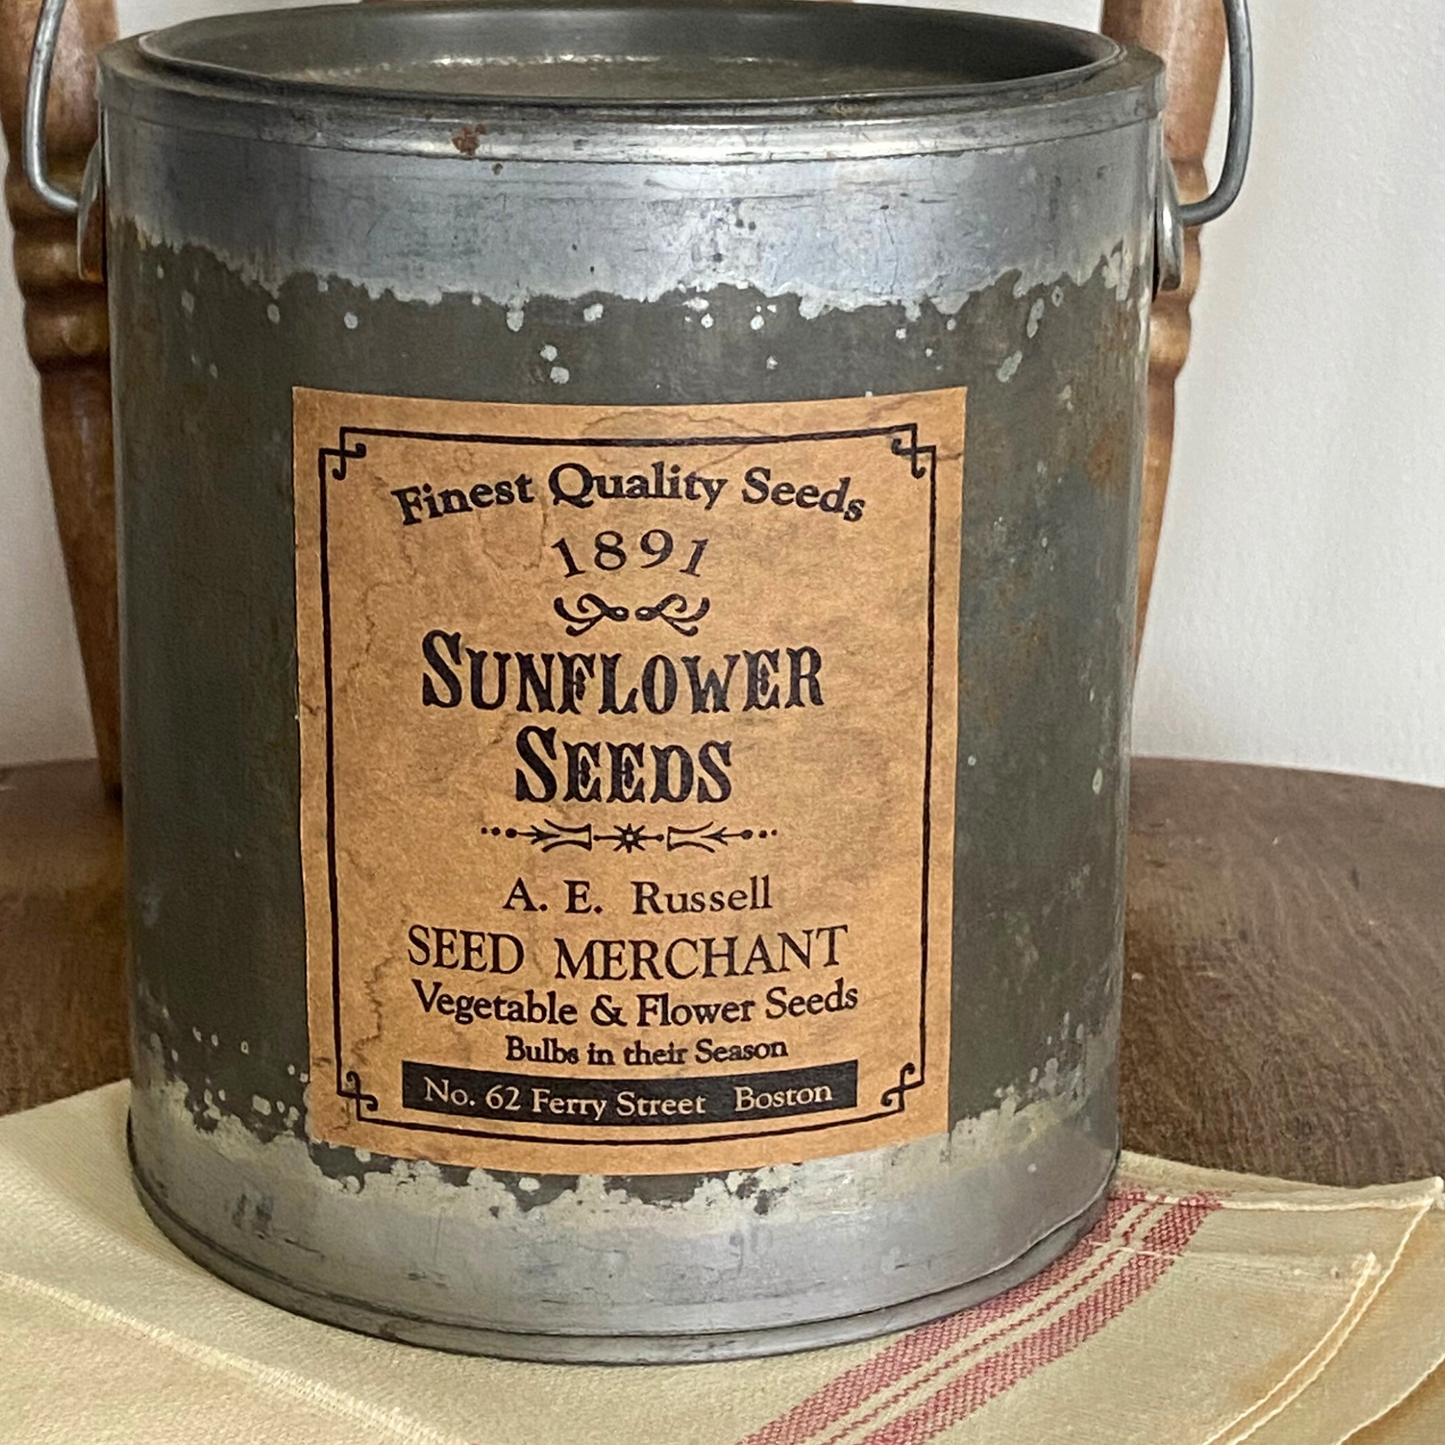 Finest Quality Seeds
1891
SUNFLOWER
SEEDS
A. E. Russell
SEED MERCHANT
Vegetable & Flower Seeds
Bulbs in their Season
No. 62 Ferry Street Boston